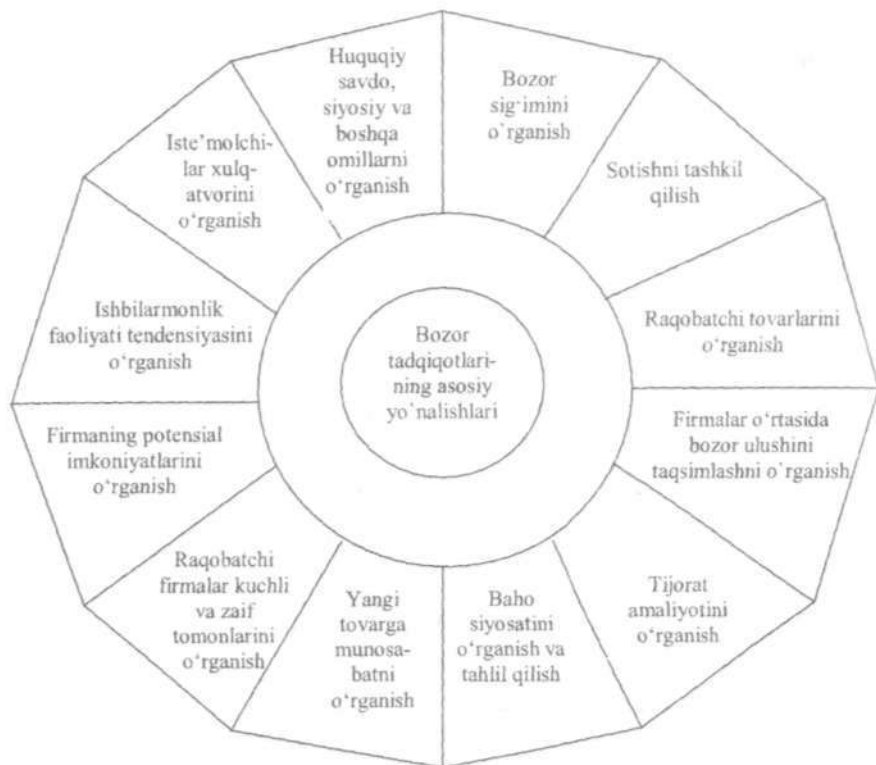 Huquqiy
savdo,
siyosiy va
boshqa
omillarni
o‘rganish
Bozor
sig‘imini
o`rganish
Sotishni tashkil
qilish
Raqobatchi tovarlarini
o‘rganish
Firmalar o‘rtasida
bozor ulushini
taqsimlashni o`rganish
Tijorat
amaliyotini
o‘rganish
Baho
siyosatini
o‘rganish va
tahlil qilish
Yangi
tovarga
munosa-
batni
o‘rganish
Raqobatchi
firmalar kuchli
va zaif
tomonlarini
o‘rganish
Firmaning potensial
imkoniyatlarini
o‘rganish
Ishbilarmonlik
faoliyati tendensiyasini
o‘rganish
Iste’molchi-
lar xulq-
atvorini
o‘rganish
Bozor
tadqiqotlari-
ning asosiy
yo`nalishlari